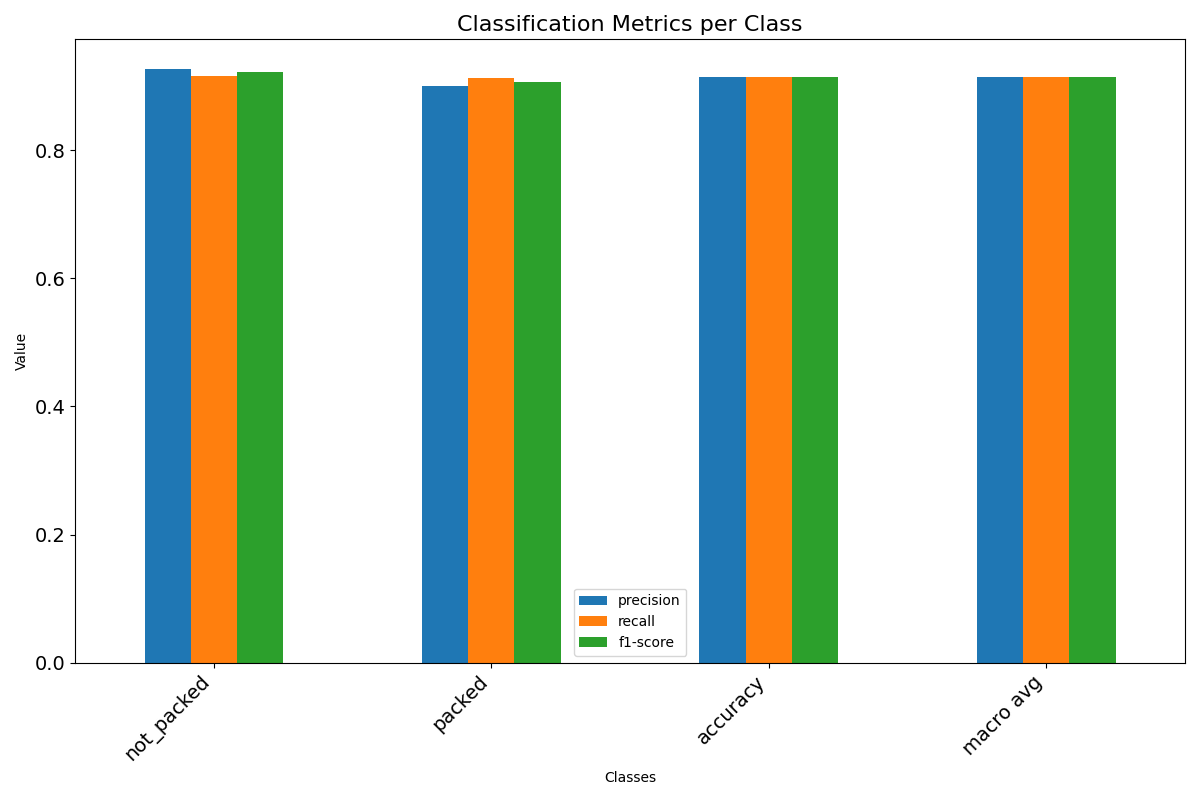 Classification Metrics per Class
Value
0.8
0.6
0.4
0.2
0.0
precision
recall
f1-score
not_packed
packed
accuracy
macro avg
Classes